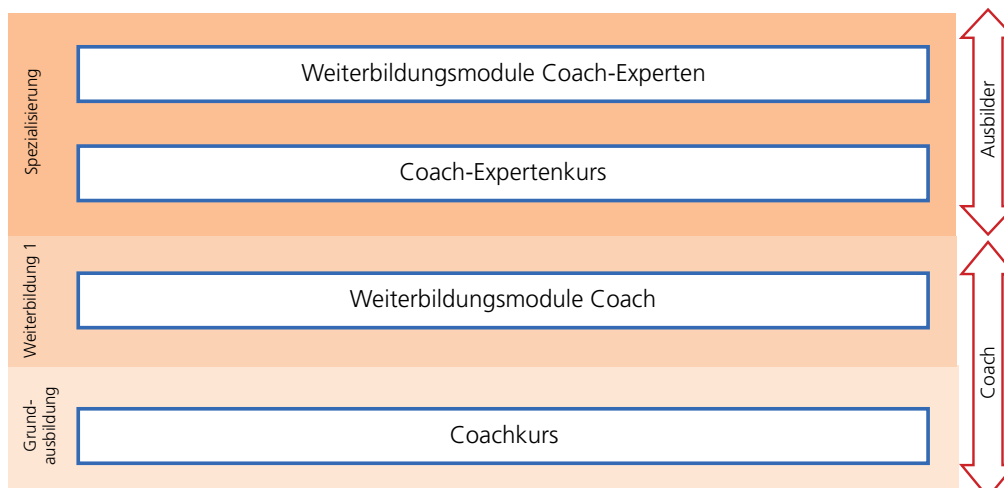 Spezialisierung
Weiterbildungsmodule Coach-Experten
Coach-Expertenkurs
Ausbilder
Weiterbildung 1
Weiterbildungsmodule Coach
Coach
Grund-
ausbildung
Coachkurs